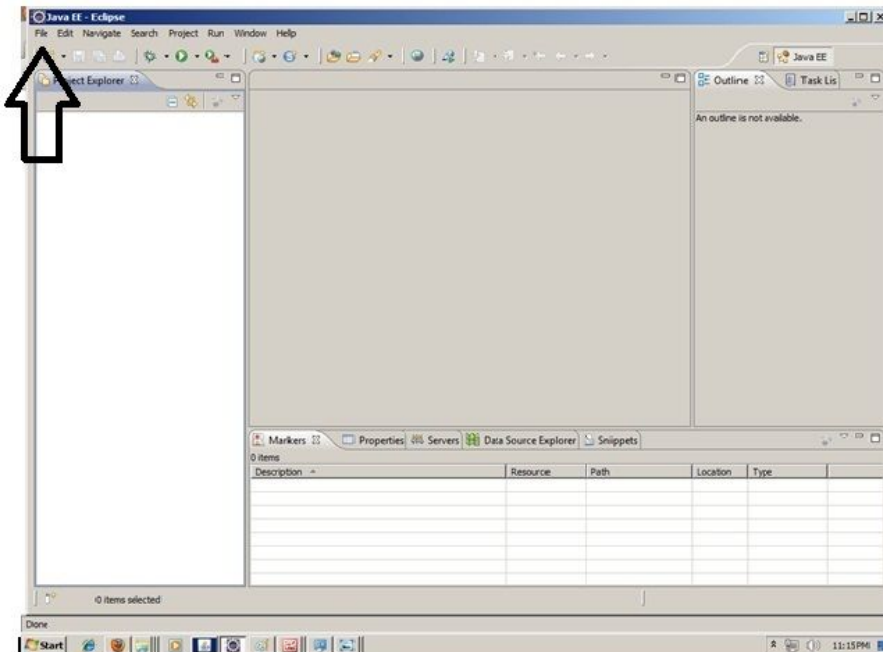 Java EE - Eclipse
File Edit Navigate Search Project Run Window Help
Java EE
Project Explorer
Outline Task Lis
An outline is not available.
Markers Properties Servers Data Source Explorer Snippets
0 items
Description Resource Path Location Type
0 items selected
Done
Start 11:15PM